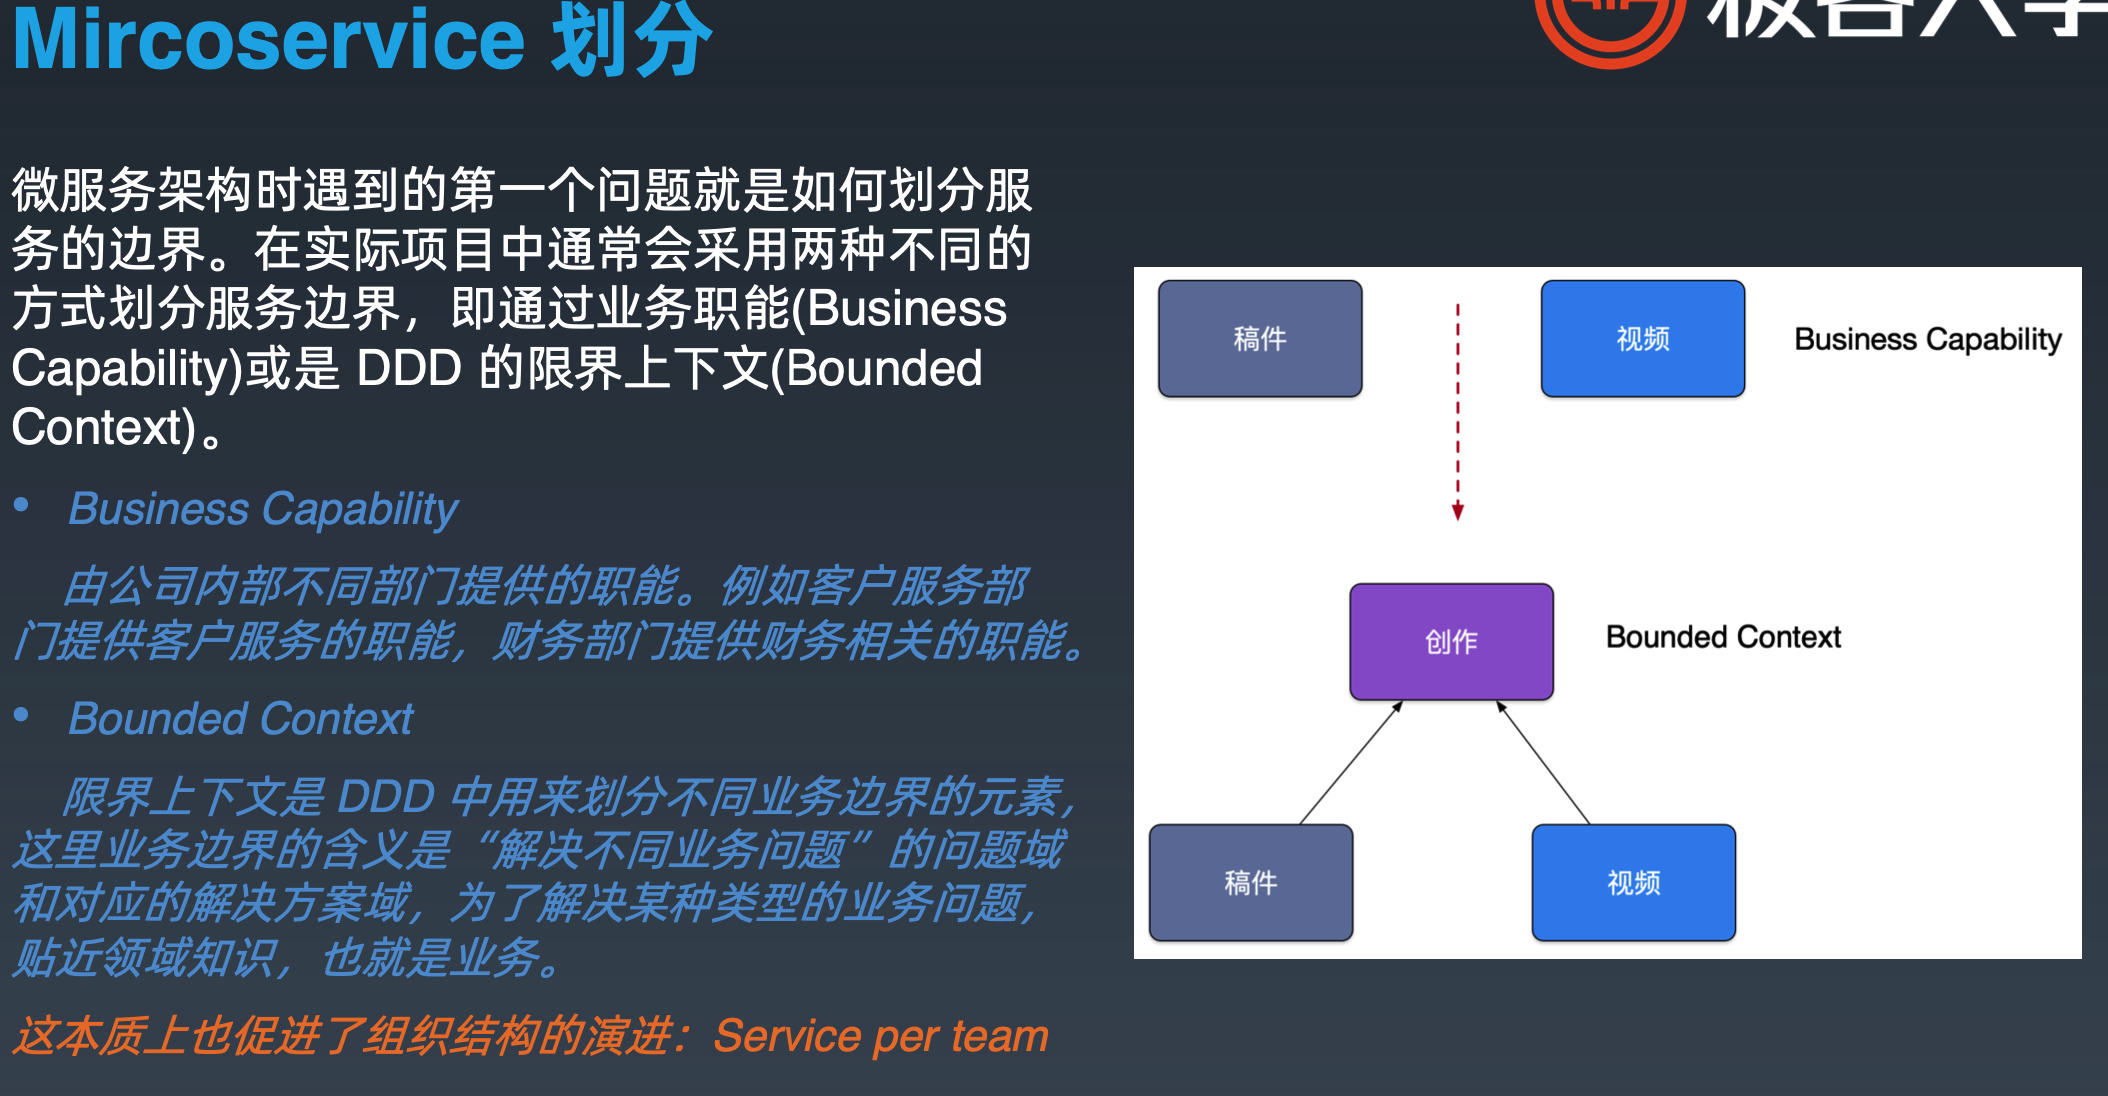 Mircoservice 划分
极客大学
微服务架构时遇到的第一个问题就是如何划分服
务的边界。在实际项目中通常会采用两种不同的
方式划分服务边界，即通过业务职能(Business
Capability)或是 DDD 的限界上下文(Bounded
Context)。
• Business Capability
由公司内部不同部门提供的职能。例如客户服务部
门提供客户服务的职能，财务部门提供财务相关的职能。
• Bounded Context
限界上下文是 DDD 中用来划分不同业务边界的元素，
这里业务边界的含义是“解决不同业务问题”的问题域
和对应的解决方案域，为了解决某种类型的业务问题，
贴近领域知识，也就是业务。
这本质上也促进了组织结构的演进：Service per team
稿件
视频
Business Capability
创作
Bounded Context
稿件
视频